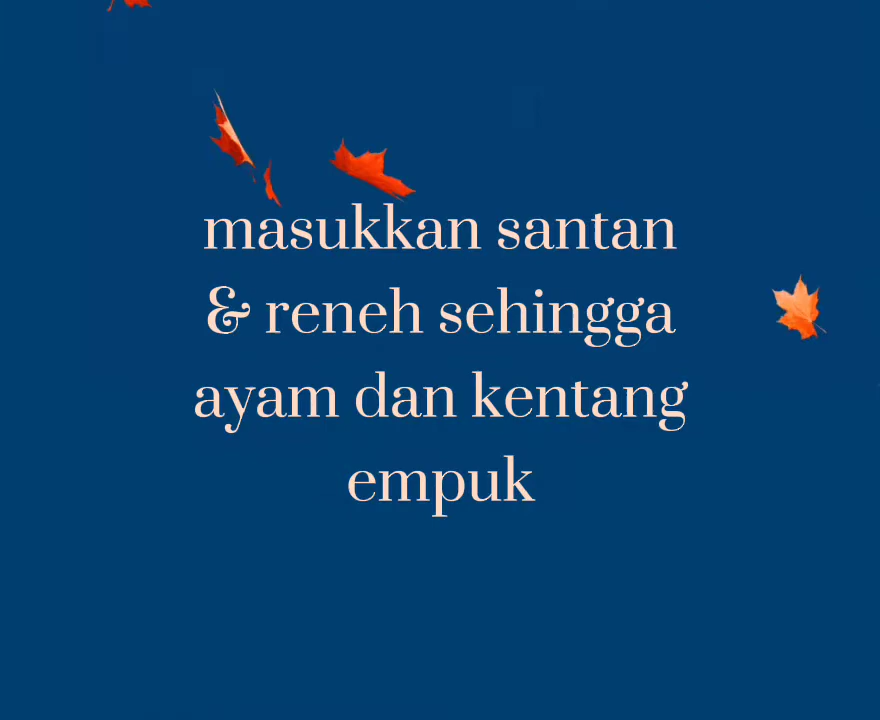 masukkan santan
& reneh sehingga
ayam dan kentang
empuk